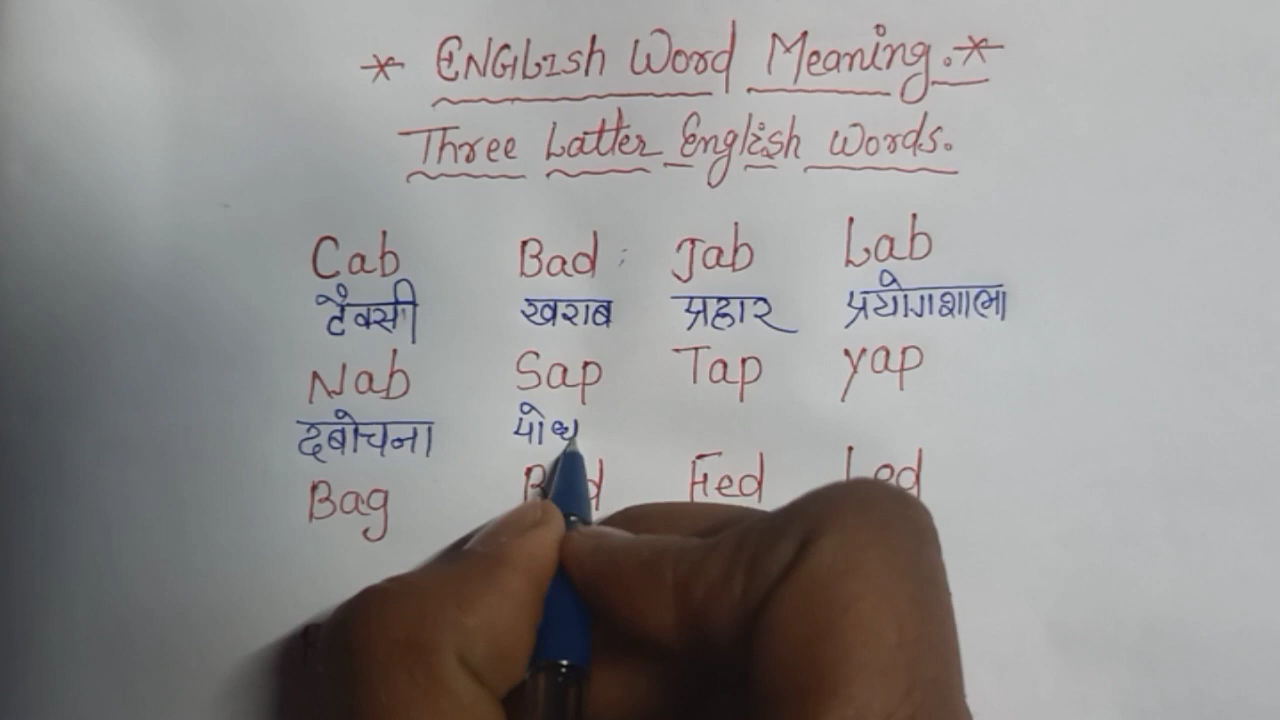 * ENGLIsh Word Meaning.*
Three Latter English words.
Cab Bad : Jab Lab
टैक्सी खराब प्रहार प्रयोगशाला
Nab Sap Tap Yap
दबोचना
Bag Fed